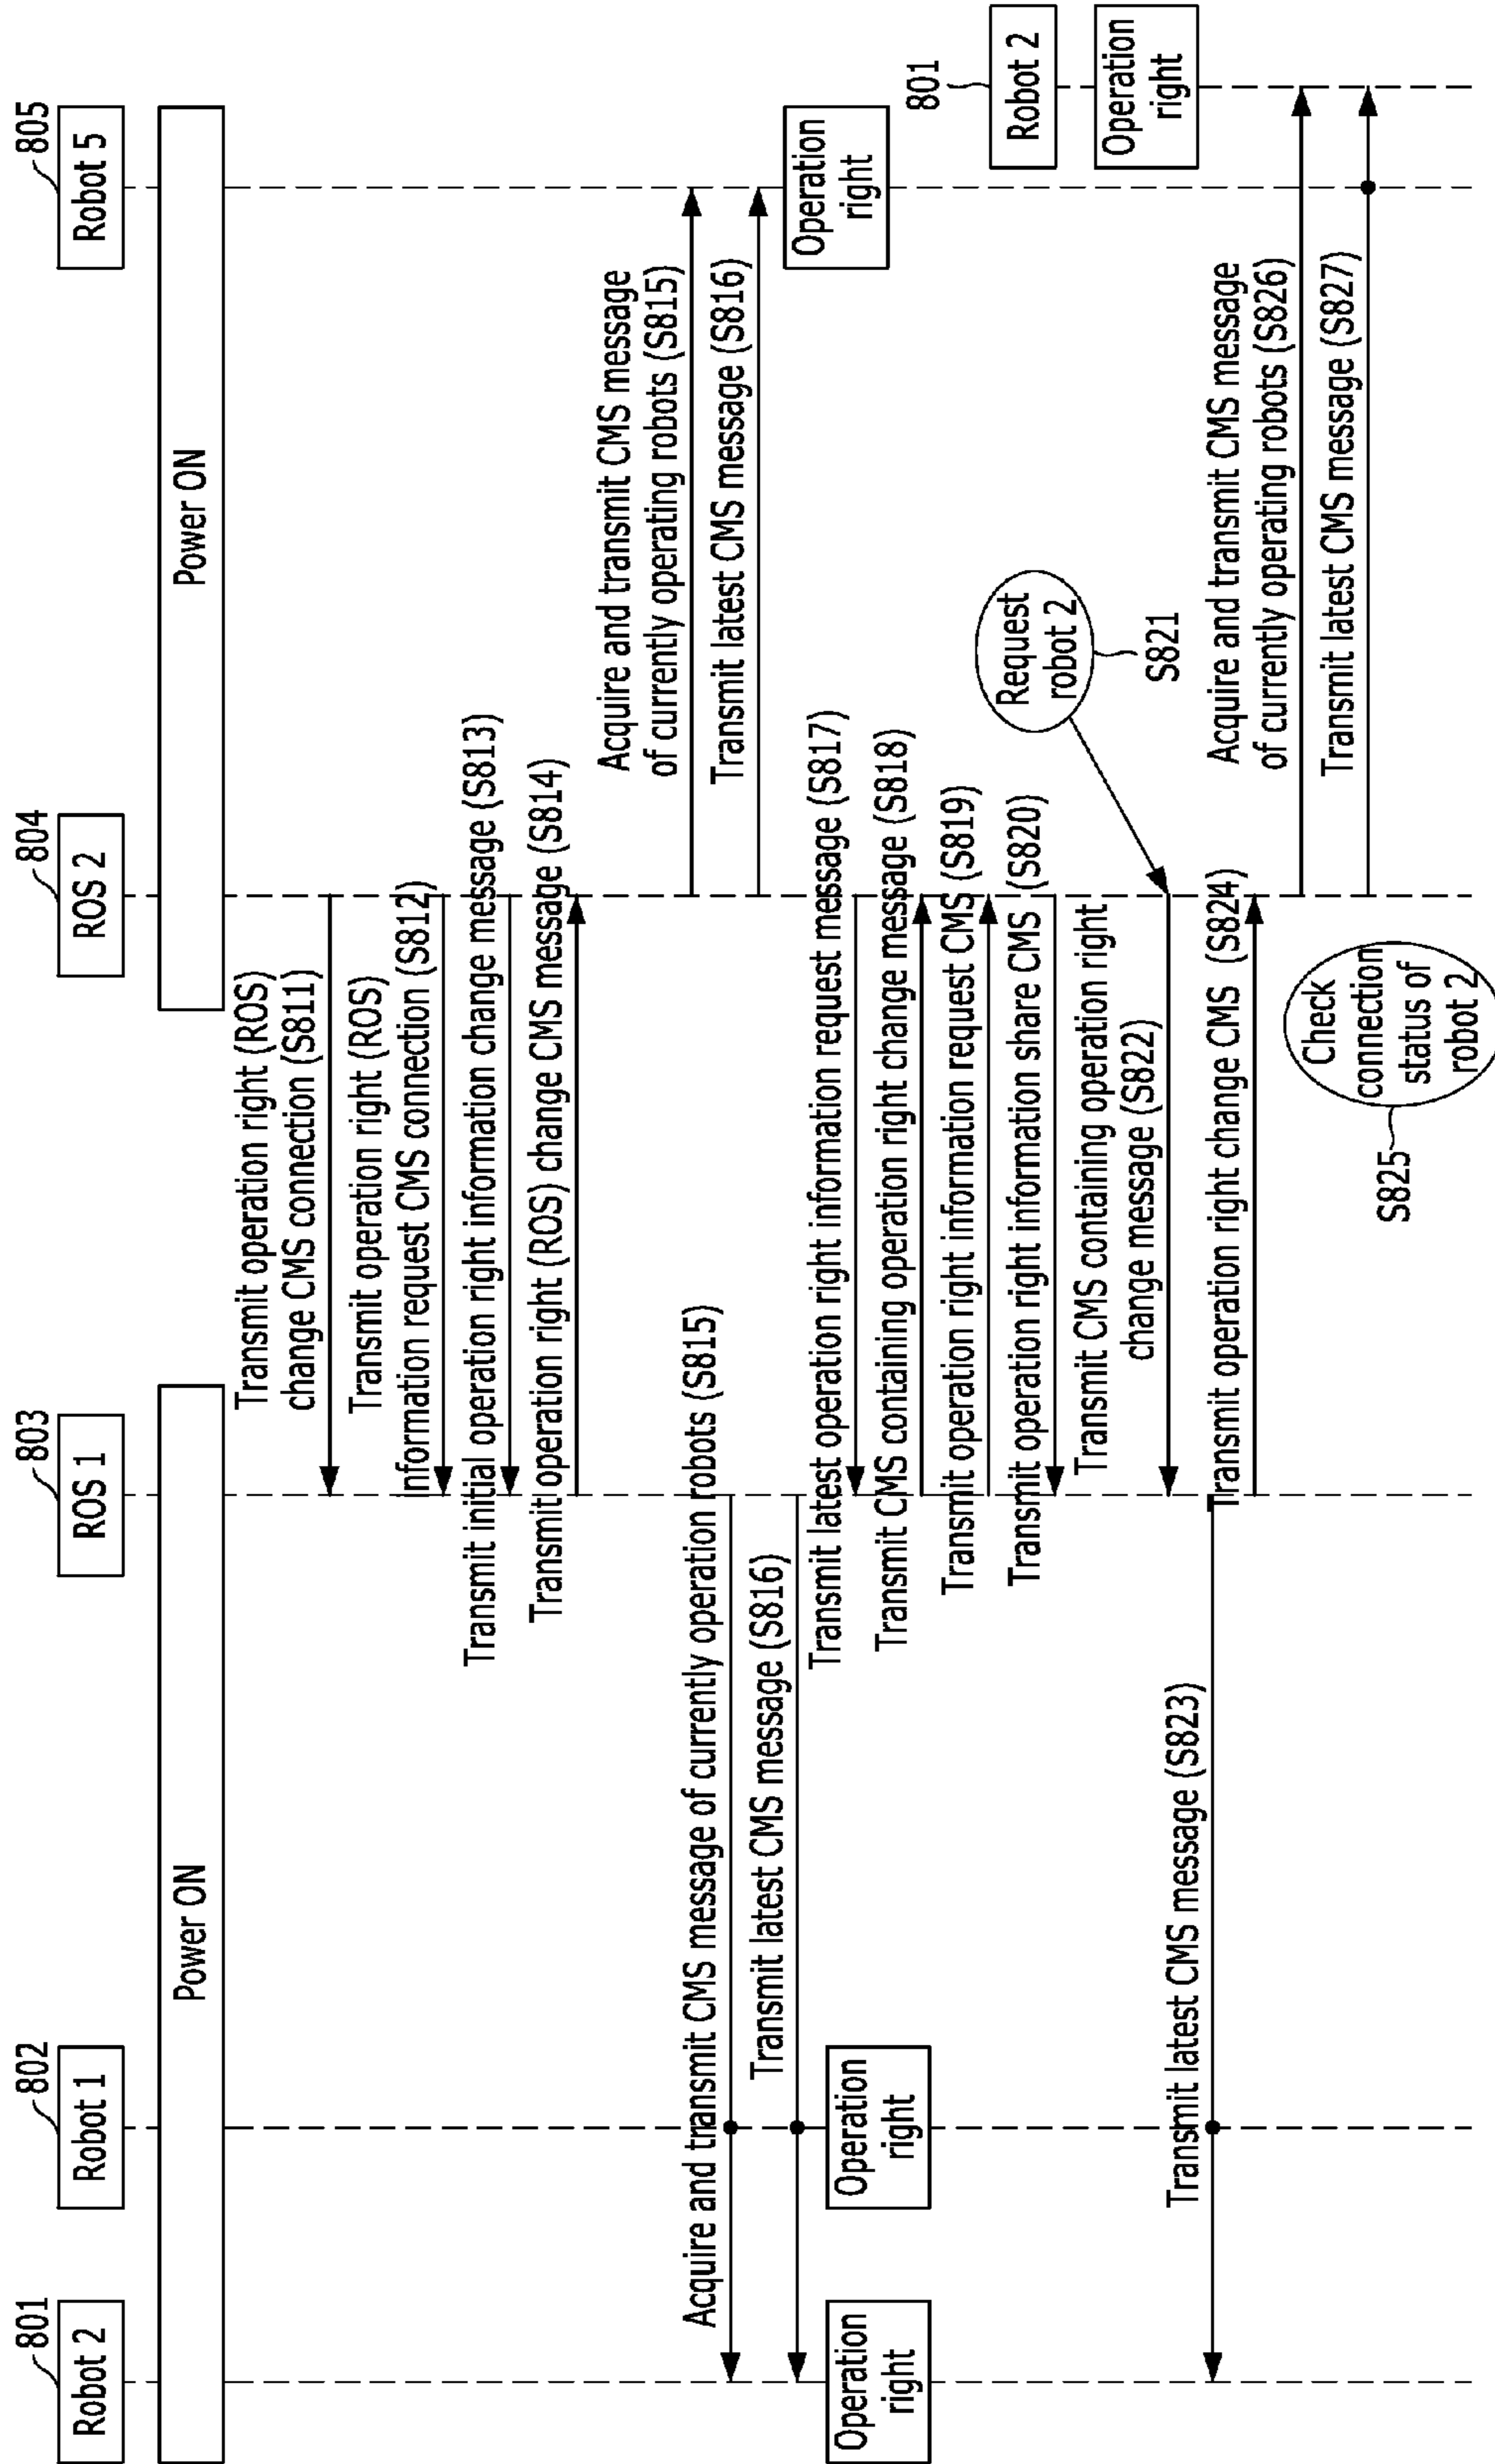 801
Robot 2
802
Robot 1
803
ROS 1
804
ROS 2
805
Robot 5
Power ON
Power ON
Transmit operation right (ROS)
change CMS connection (S811)
Transmit operation right (ROS)
information request CMS connection (S812)
Transmit initial operation right information change message (S813)
Transmit operation right (ROS) change CMS message (S814)
Acquire and transmit CMS message
of currently operating robots (S815)
Acquire and transmit CMS message of currently operation robots (S815)
Transmit latest CMS message (S816)
Transmit latest CMS message (S816)
Operation
right
Operation
right
Operation
right
Transmit latest operation right information request message (S817)
Transmit CMS containing operation right change message (S818)
Transmit operation right information request CMS (S819)
Transmit operation right information share CMS (S820)
801
Robot 2
Operation
right
Request
robot 2
S821
Transmit CMS containing operation right
change message (S822)
Transmit latest CMS message (S823)
Transmit operation right change CMS (S824)
Acquire and transmit CMS message
of currently operating robots (S826)
Transmit latest CMS message (S827)
Check
connection
status of
robot 2
S825